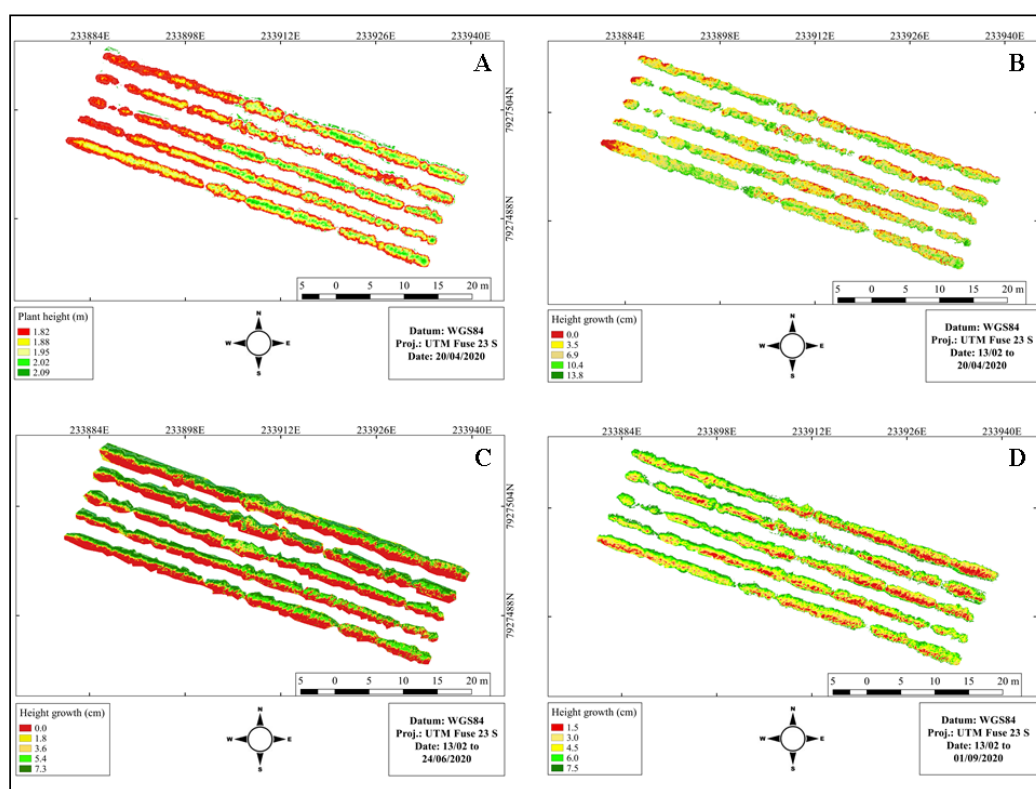 233884E 233898E 233912E 233926E 233940E
A
7927504N
7927488N
5 0 5 10 15 20 m
Plant height (m)
1.82
1.88
1.95
2.02
2.09
N
W E
S
Datum: WGS84
Proj.: UTM Fuse 23 S
Date: 20/04/2020
233884E 233898E 233912E 233926E 233940E
B
5 0 5 10 15 20 m
Height growth (cm)
0.0
3.5
6.9
10.4
13.8
N
W E
S
Datum: WGS84
Proj.: UTM Fuse 23 S
Date: 13/02 to
20/04/2020
233884E 233898E 233912E 233926E 233940E
C
7927504N
7927488N
5 0 5 10 15 20 m
Height growth (cm)
0.0
1.8
3.6
5.4
7.3
N
W E
S
Datum: WGS84
Proj.: UTM Fuse 23 S
Date: 13/02 to
24/06/2020
233884E 233898E 233912E 233926E 233940E
D
5 0 5 10 15 20 m
Height growth (cm)
1.5
3.0
4.5
6.0
7.5
N
W E
S
Datum: WGS84
Proj.: UTM Fuse 23 S
Date: 13/02 to
01/09/2020